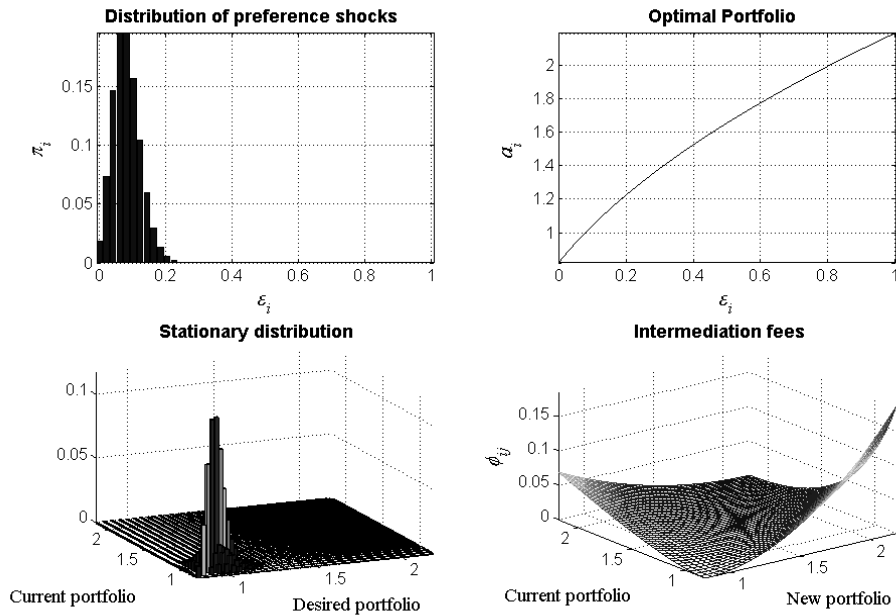 Distribution of preference shocks
0.15
0.1
0.05
0
π_i
0 0.2 0.4 0.6 0.8 1
ε_i
Optimal Portfolio
2
1.8
1.6
1.4
1.2
1
a_i
0 0.2 0.4 0.6 0.8 1
ε_i
Stationary distribution
0.1
0.05
0
2 1.5 1
1 1.5 2
Current portfolio
Desired portfolio
Intermediation fees
0.15
0.1
0.05
0
ϕ_ij
2 1.5 1
1 1.5 2
Current portfolio
New portfolio